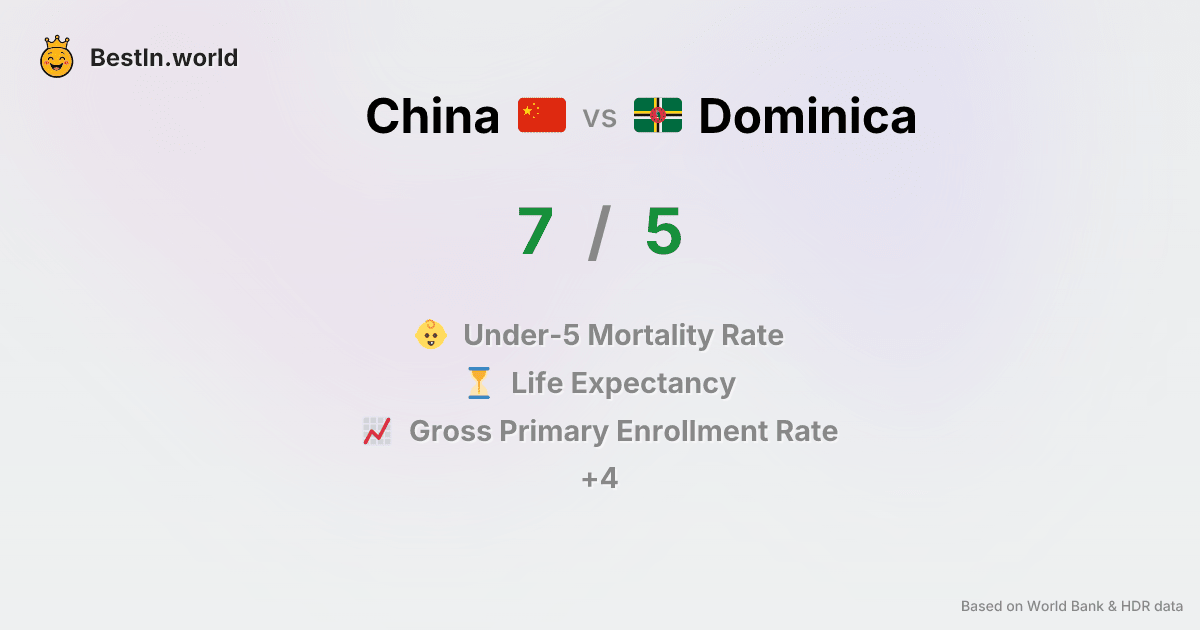 BestIn.world
China vs Dominica
7 / 5
Under-5 Mortality Rate
Life Expectancy
Gross Primary Enrollment Rate
+4
Based on World Bank & HDR data